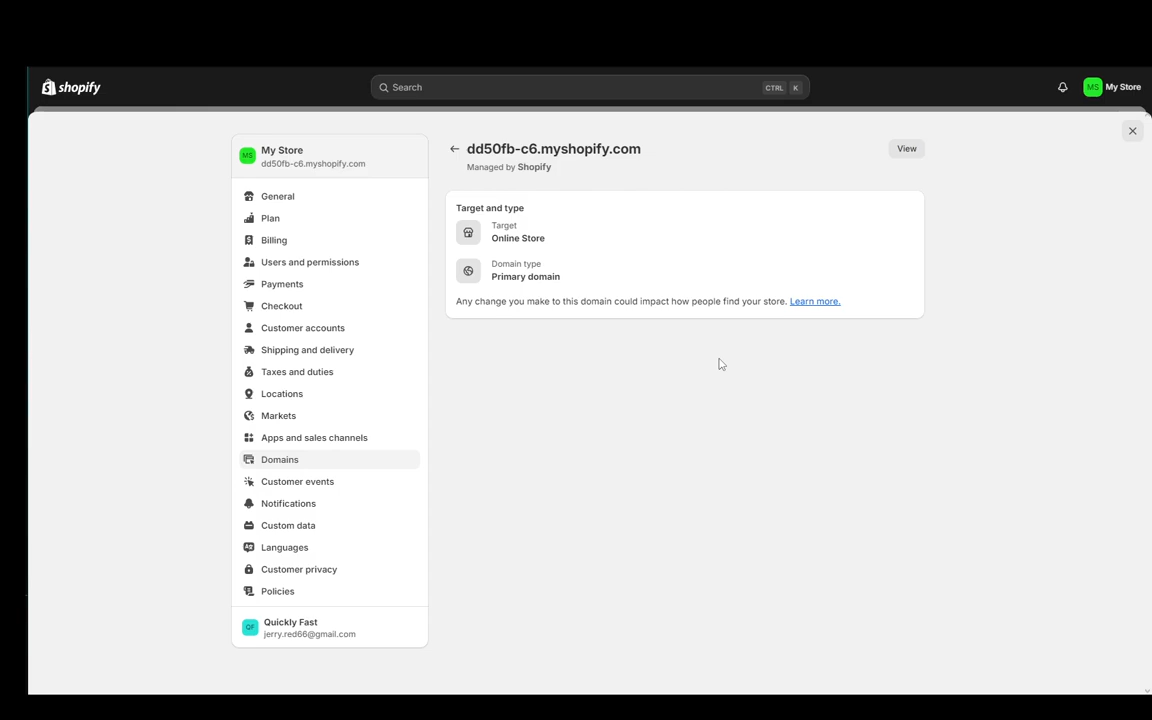 shopify
Search
CTRL K
MS
My Store
MS
My Store
dd50fb-c6.myshopify.com
General
Plan
Billing
Users and permissions
Payments
Checkout
Customer accounts
Shipping and delivery
Taxes and duties
Locations
Markets
Apps and sales channels
Domains
Customer events
Notifications
Custom data
Languages
Customer privacy
Policies
QF
Quickly Fast
jerry.red66@gmail.com
dd50fb-c6.myshopify.com
View
Managed by Shopify
Target and type
Target
Online Store
Domain type
Primary domain
Any change you make to this domain could impact how people find your store. Learn more.